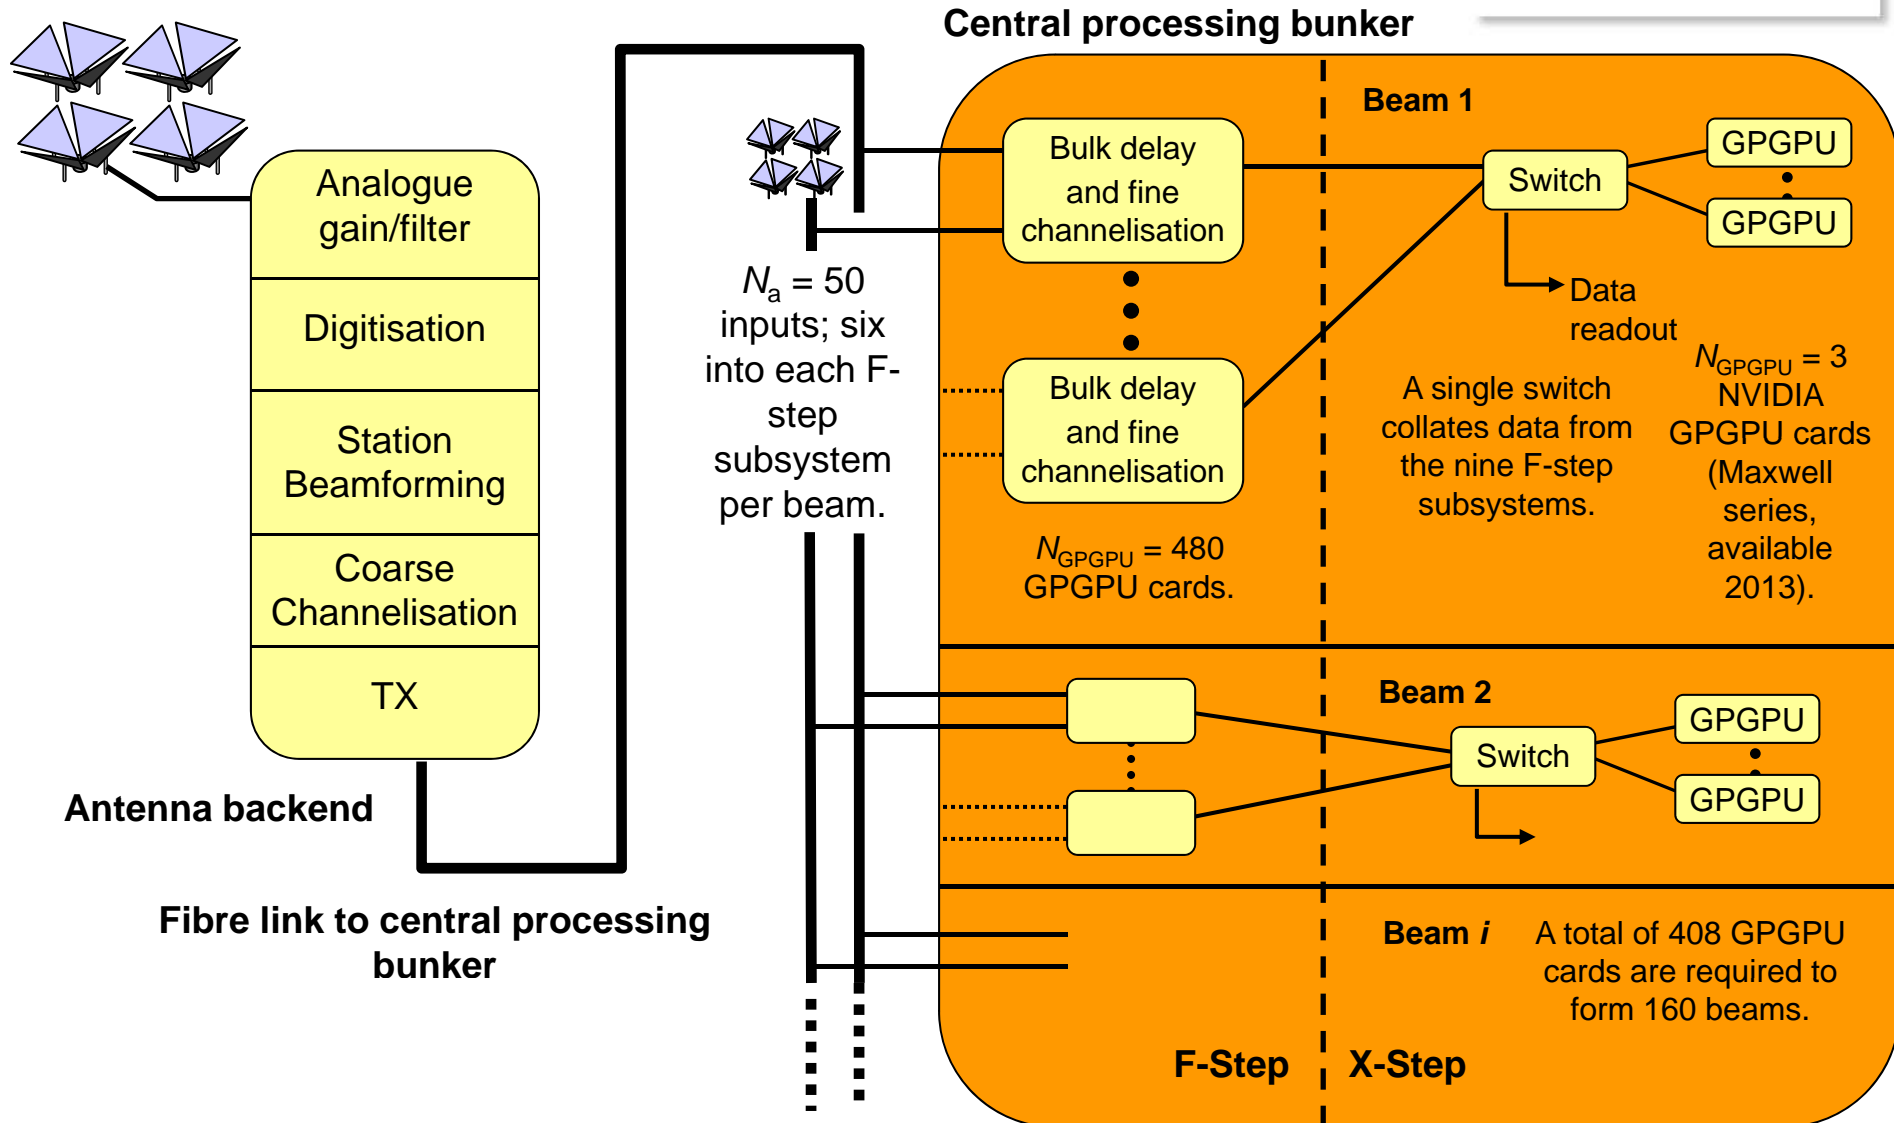 Central processing bunker
Analogue
gain/filter
Digitisation
Station
Beamforming
Coarse
Channelisation
TX
Antenna backend
Fibre link to central processing
bunker
Na = 50
inputs; six
into each F-
step
subsystem
per beam.
Bulk delay
and fine
channelisation
Bulk delay
and fine
channelisation
NGPGPU = 480
GPGPU cards.
Beam 1
Switch
GPGPU
GPGPU
Data
readout
A single switch
collates data from
the nine F-step
subsystems.
NGPGPU = 3
NVIDIA
GPGPU cards
(Maxwell
series,
available
2013).
Beam 2
Switch
GPGPU
GPGPU
Beam i
A total of 408 GPGPU
cards are required to
form 160 beams.
F-Step
X-Step